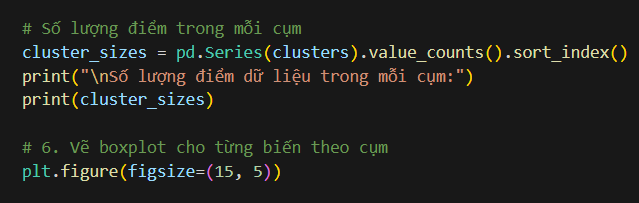 # Số lượng điểm trong mỗi cụm
cluster_sizes = pd.Series(clusters).value_counts().sort_index()
print("\nSố lượng điểm dữ liệu trong mỗi cụm:")
print(cluster_sizes)
# 6. Vẽ boxplot cho từng biến theo cụm
plt.figure(figsize=(15, 5))